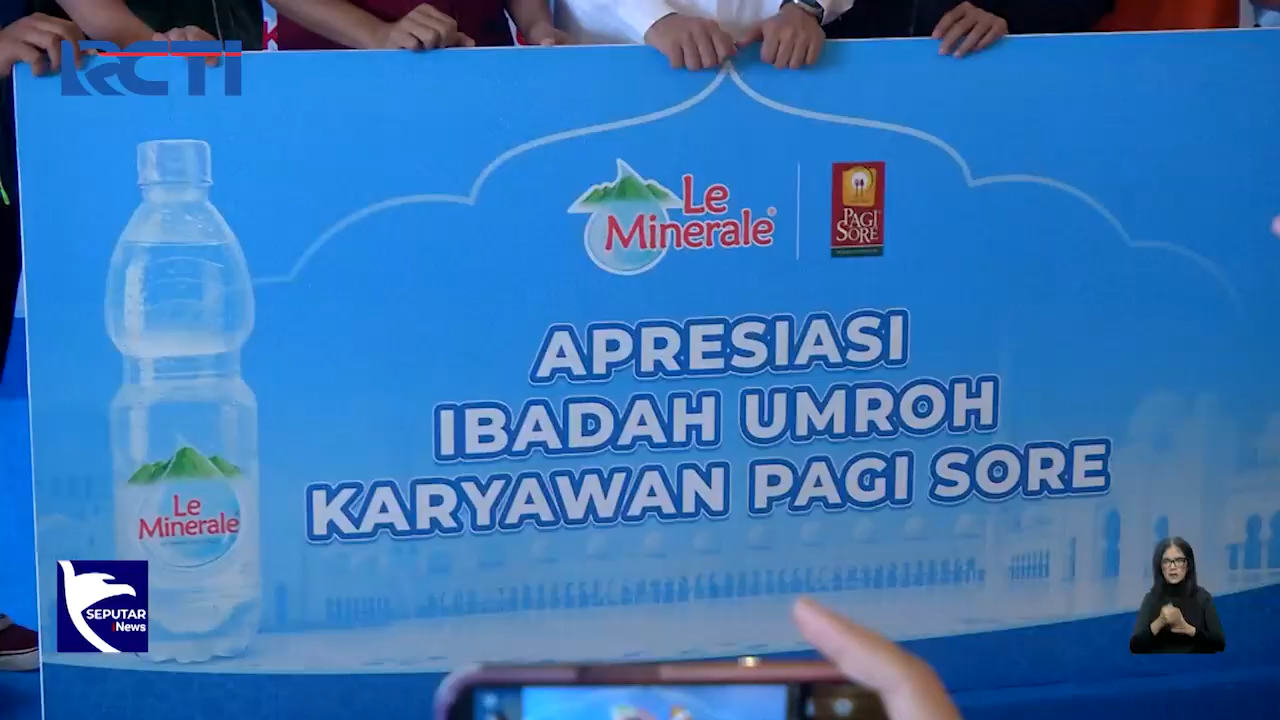 RCTI
Le
Minerale
PAGI
SORE
APRESIASI
IBADAH UMROH
KARYAWAN PAGI SORE
Le
Minerale
SEPUTAR
iNews